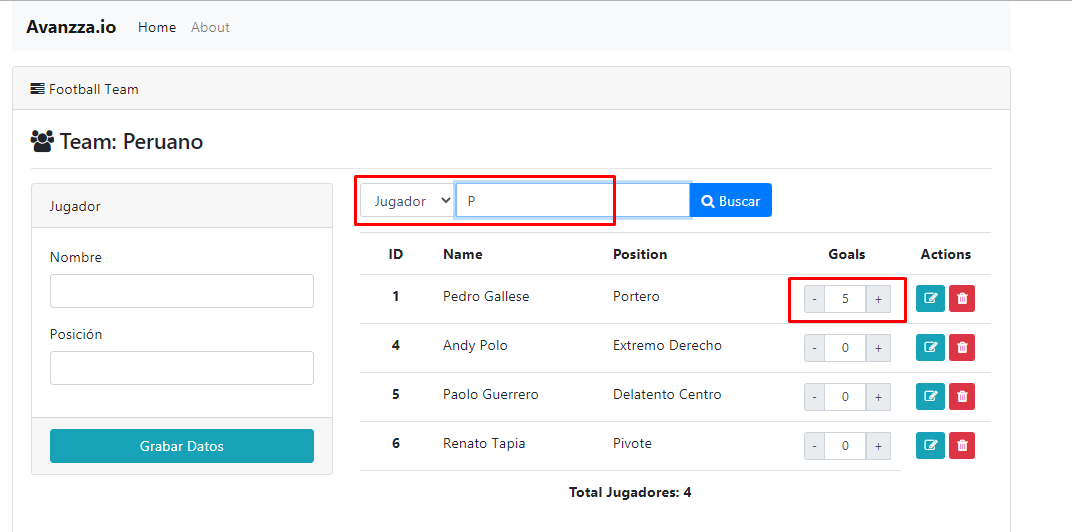 Avanzza.io Home About
Football Team
Team: Peruano
Jugador
Nombre
Posición
Grabar Datos
Jugador P Buscar
ID Name Position Goals Actions
1 Pedro Gallese Portero - 5 +
4 Andy Polo Extremo Derecho - 0 +
5 Paolo Guerrero Delatento Centro - 0 +
6 Renato Tapia Pivote - 0 +
Total Jugadores: 4